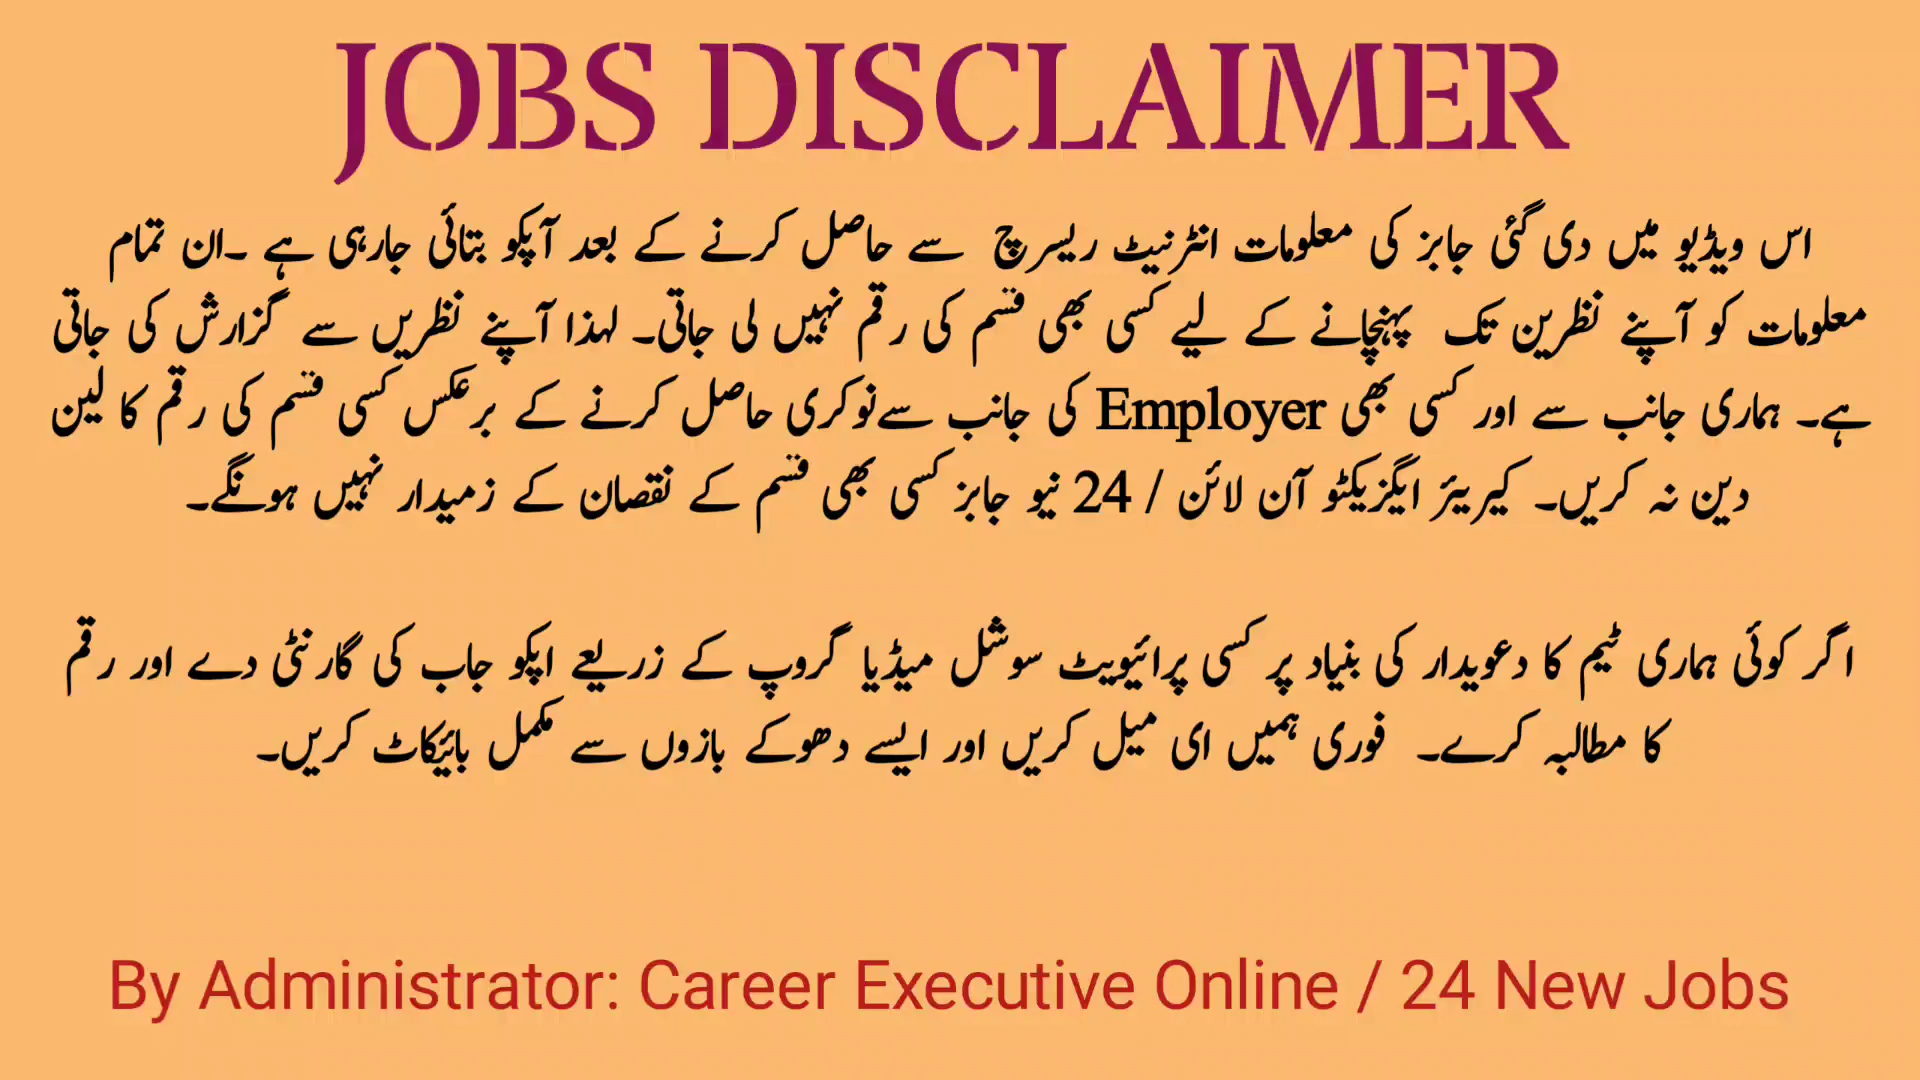 JOBS DISCLAIMER
اس ویڈیو میں دی گئی جابز کی معلومات انٹرنیٹ ریسرچ سے حاصل کرنے کے بعد آپکو بتائی جارہی ہے ۔ان تمام
معلومات کو آپنے نظرین تک پہنچانے کے لیے کسی بھی قسم کی رقم نہیں لی جاتی۔ لہذا آپنے نظریں سے گزارش کی جاتی
ہے۔ ہماری جانب سے اور کسی بھی Employer کی جانب سےنوکری حاصل کرنے کے برعکس کسی قسم کی رقم کا لین
دین نہ کریں۔ کیریئر ایگزیکٹو آن لائن / 24 نیو جابز کسی بھی قسم کے نقصان کے زمیدار نہیں ہونگے۔
اگر کوئی ہماری ٹیم کا دعویدار کی بنیاد پر کسی پرائیویٹ سوشل میڈیا گروپ کے زریعے اپکو جاب کی گارنٹی دے اور رقم
کا مطالبہ کرے۔ فوری ہمیں ای میل کریں اور ایسے دھوکے بازوں سے مکمل بائیکاٹ کریں۔
By Administrator: Career Executive Online / 24 New Jobs